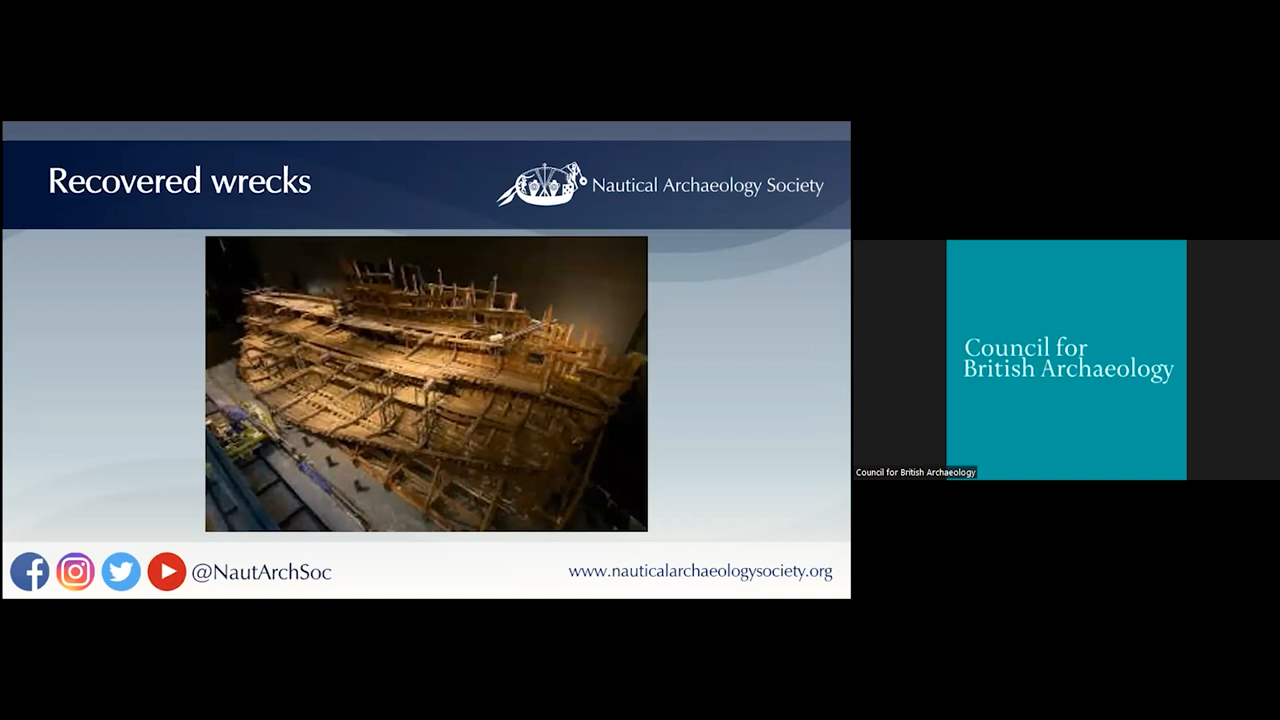 Recovered wrecks
Nautical Archaeology Society
@NautArchSoc
www.nauticalarchaeologysociety.org
Council for
British Archaeology
Council for British Archaeology